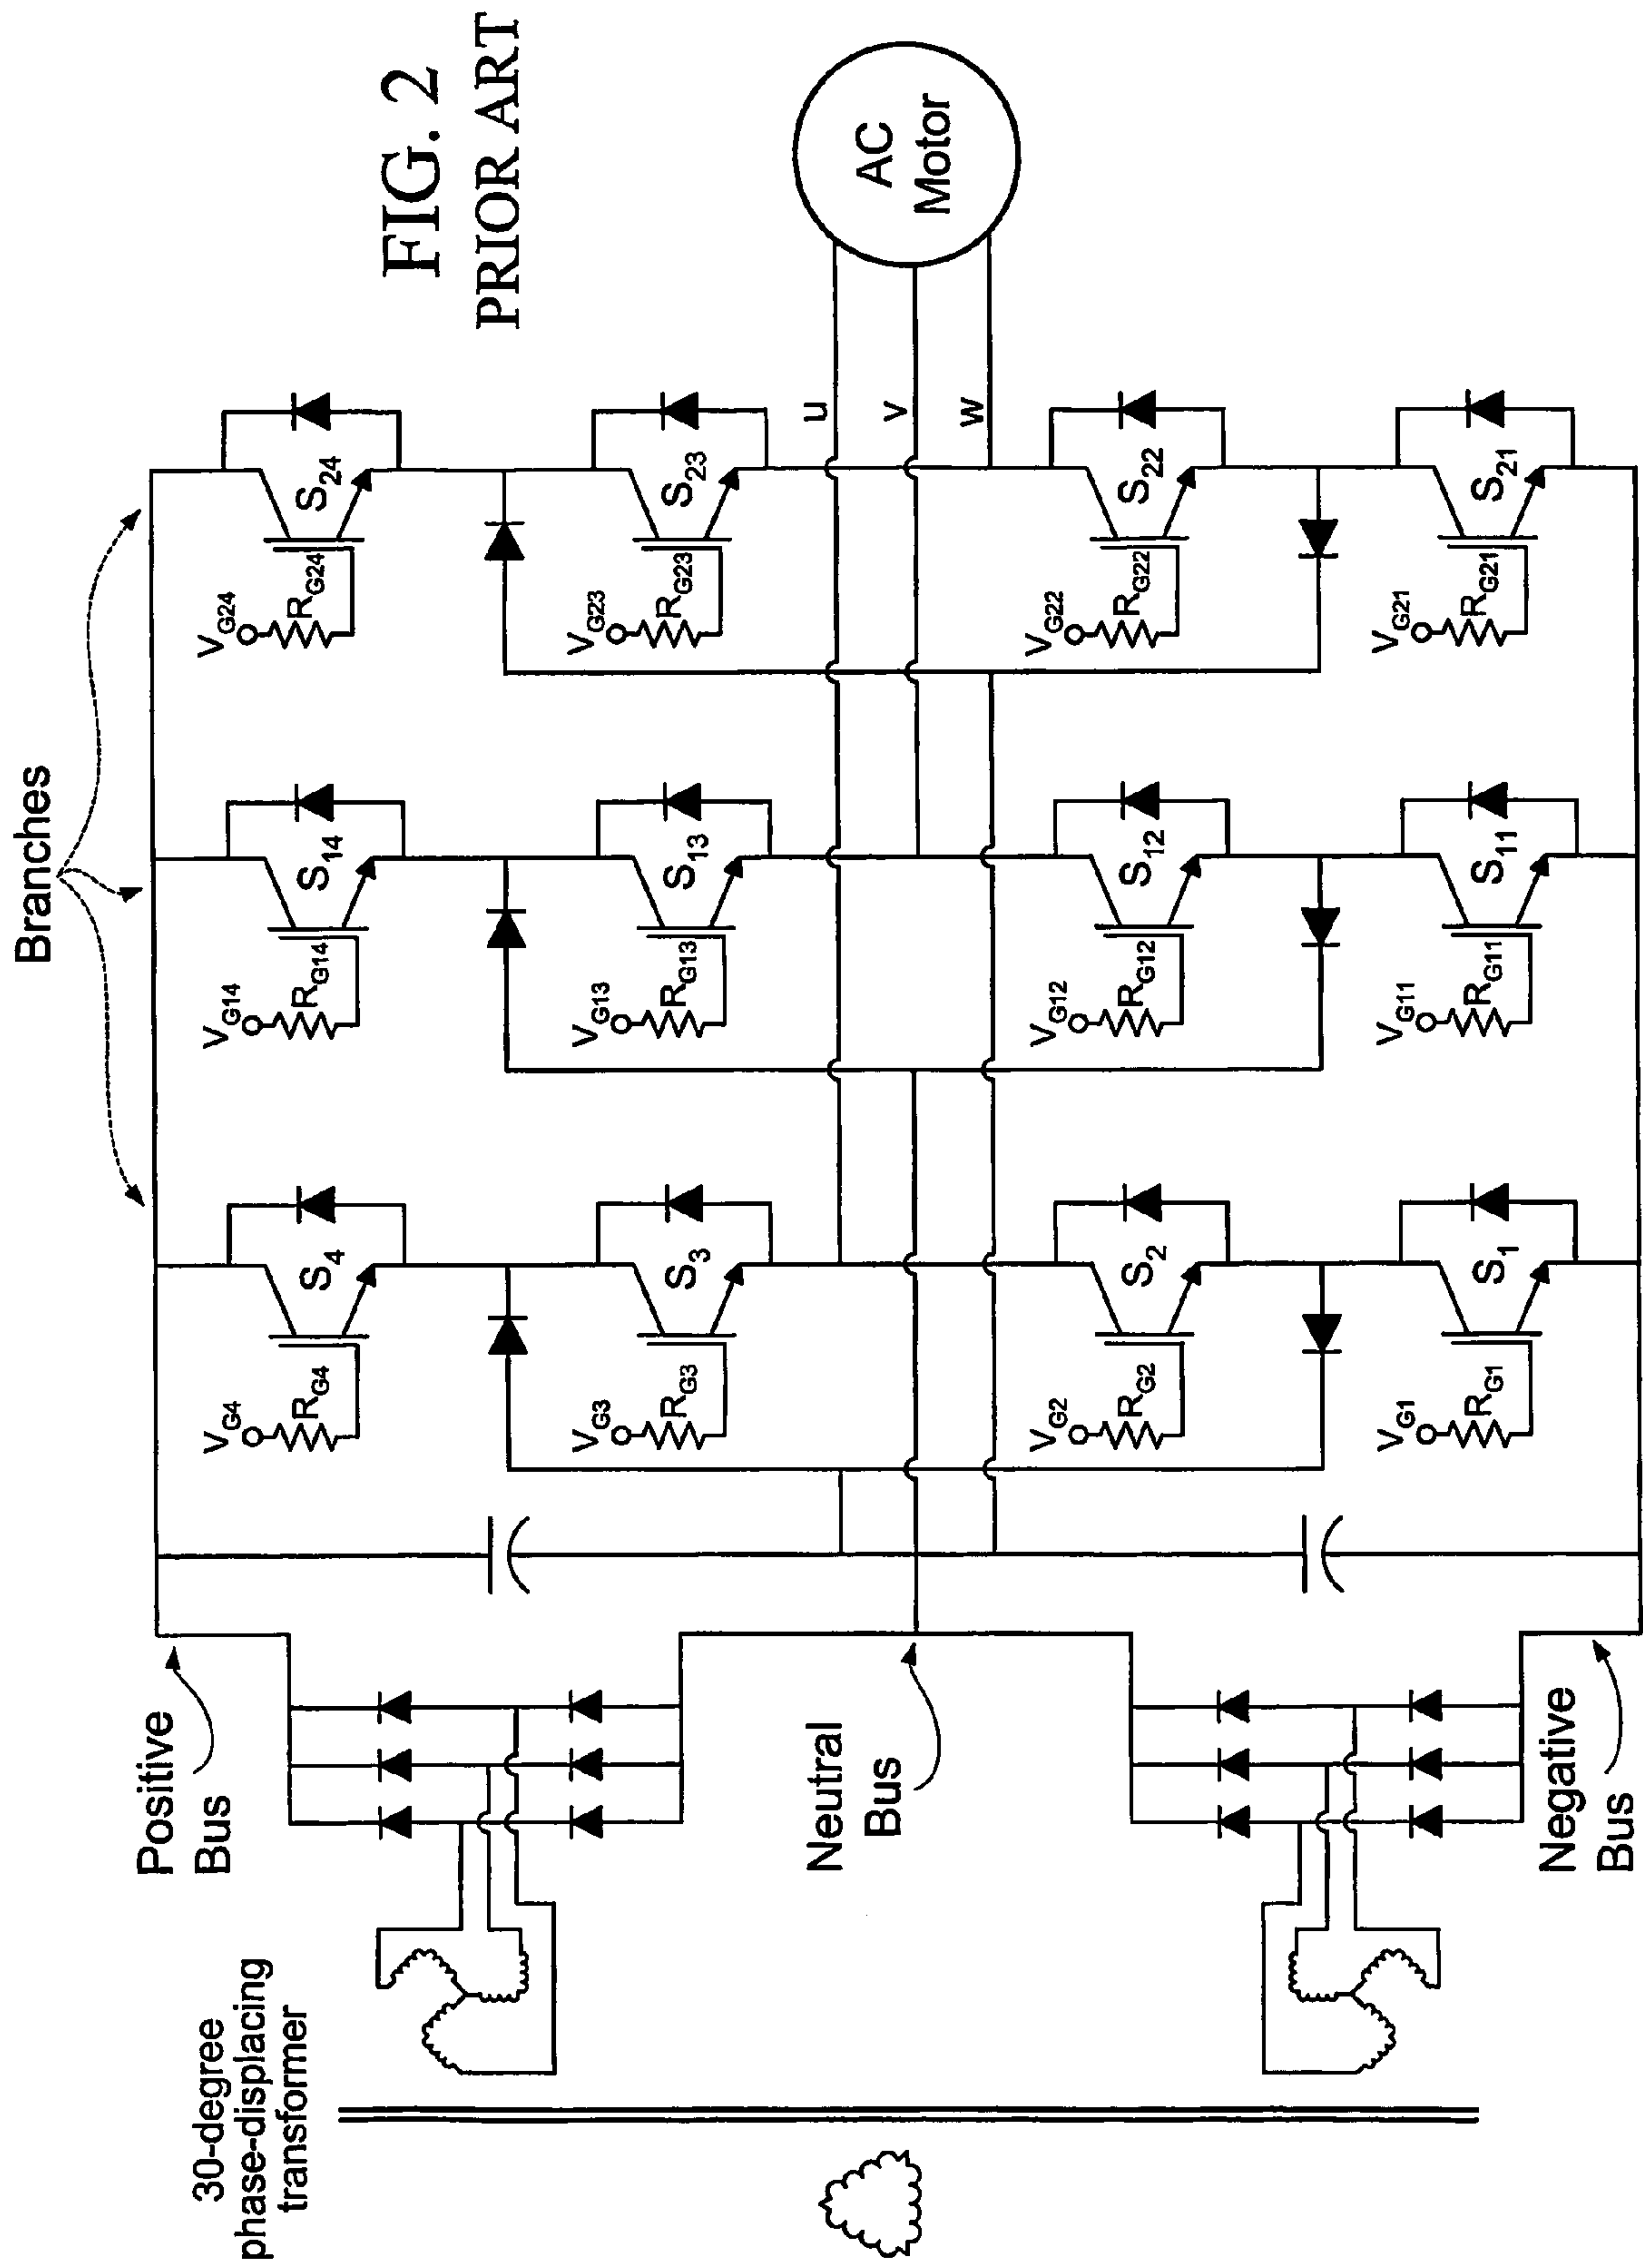 FIG. 2
PRIOR ART
Branches
30-degree
phase-displacing
transformer
Positive
Bus
Neutral
Bus
Negative
Bus
VG4
RG4
S4
VG14
RG14
S14
VG24
RG24
S24
VG3
RG3
S3
VG13
RG13
S13
VG23
RG23
S23
u
v
w
AC
Motor
VG2
RG2
S2
VG12
RG12
S12
VG22
RG22
S22
VG1
RG1
S1
VG11
RG11
S11
VG21
RG21
S21